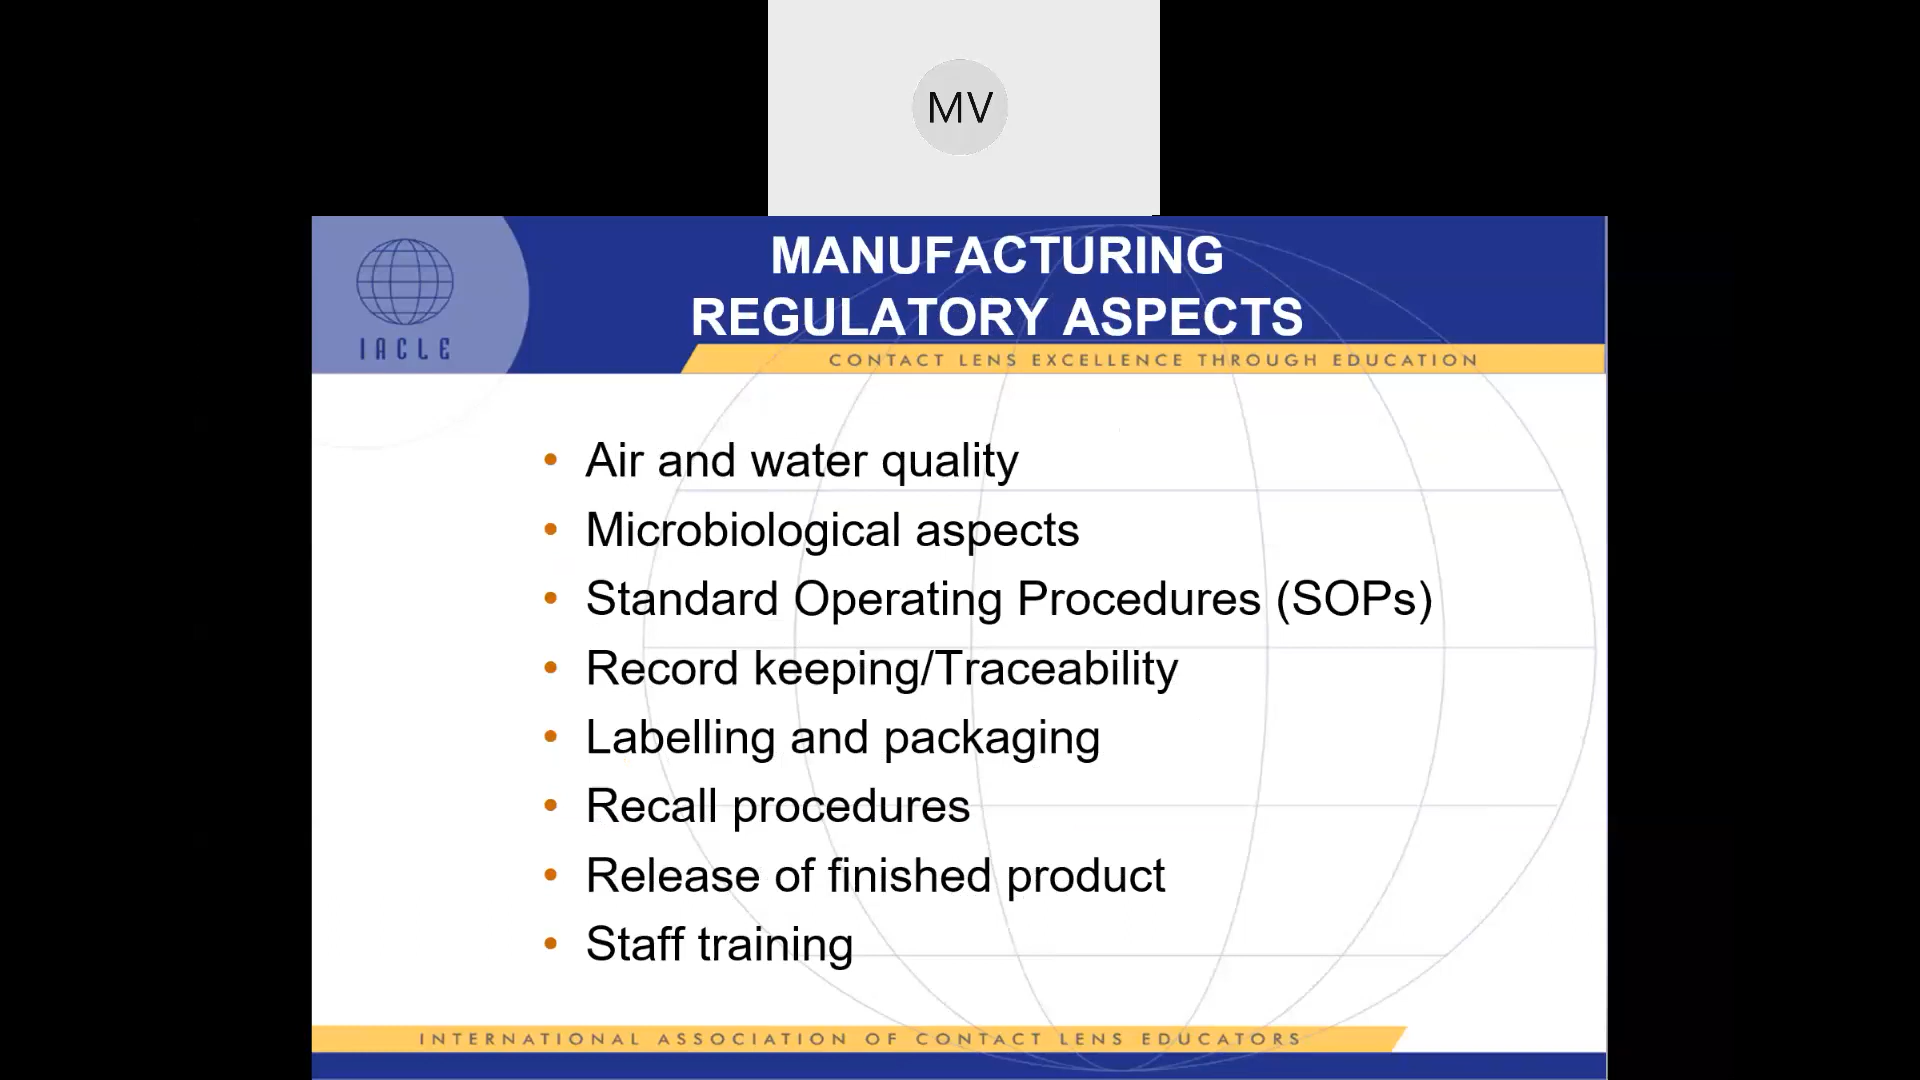 MV
MANUFACTURING
REGULATORY ASPECTS
IACLE
CONTACT LENS EXCELLENCE THROUGH EDUCATION
• Air and water quality
• Microbiological aspects
• Standard Operating Procedures (SOPs)
• Record keeping/Traceability
• Labelling and packaging
• Recall procedures
• Release of finished product
• Staff training
INTERNATIONAL ASSOCIATION OF CONTACT LENS EDUCATORS